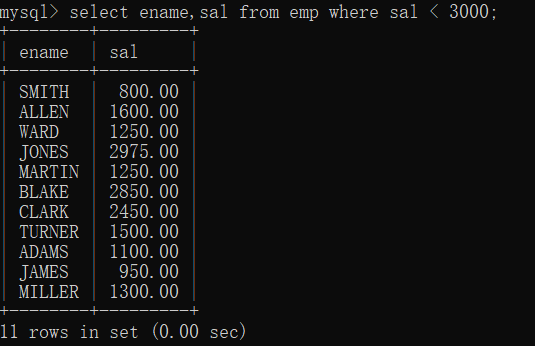 mysql> select ename,sal from emp where sal < 3000;
+--------+---------+
| ename  | sal     |
+--------+---------+
| SMITH  |  800.00 |
| ALLEN  | 1600.00 |
| WARD   | 1250.00 |
| JONES  | 2975.00 |
| MARTIN | 1250.00 |
| BLAKE  | 2850.00 |
| CLARK  | 2450.00 |
| TURNER | 1500.00 |
| ADAMS  | 1100.00 |
| JAMES  |  950.00 |
| MILLER | 1300.00 |
+--------+---------+
11 rows in set (0.00 sec)